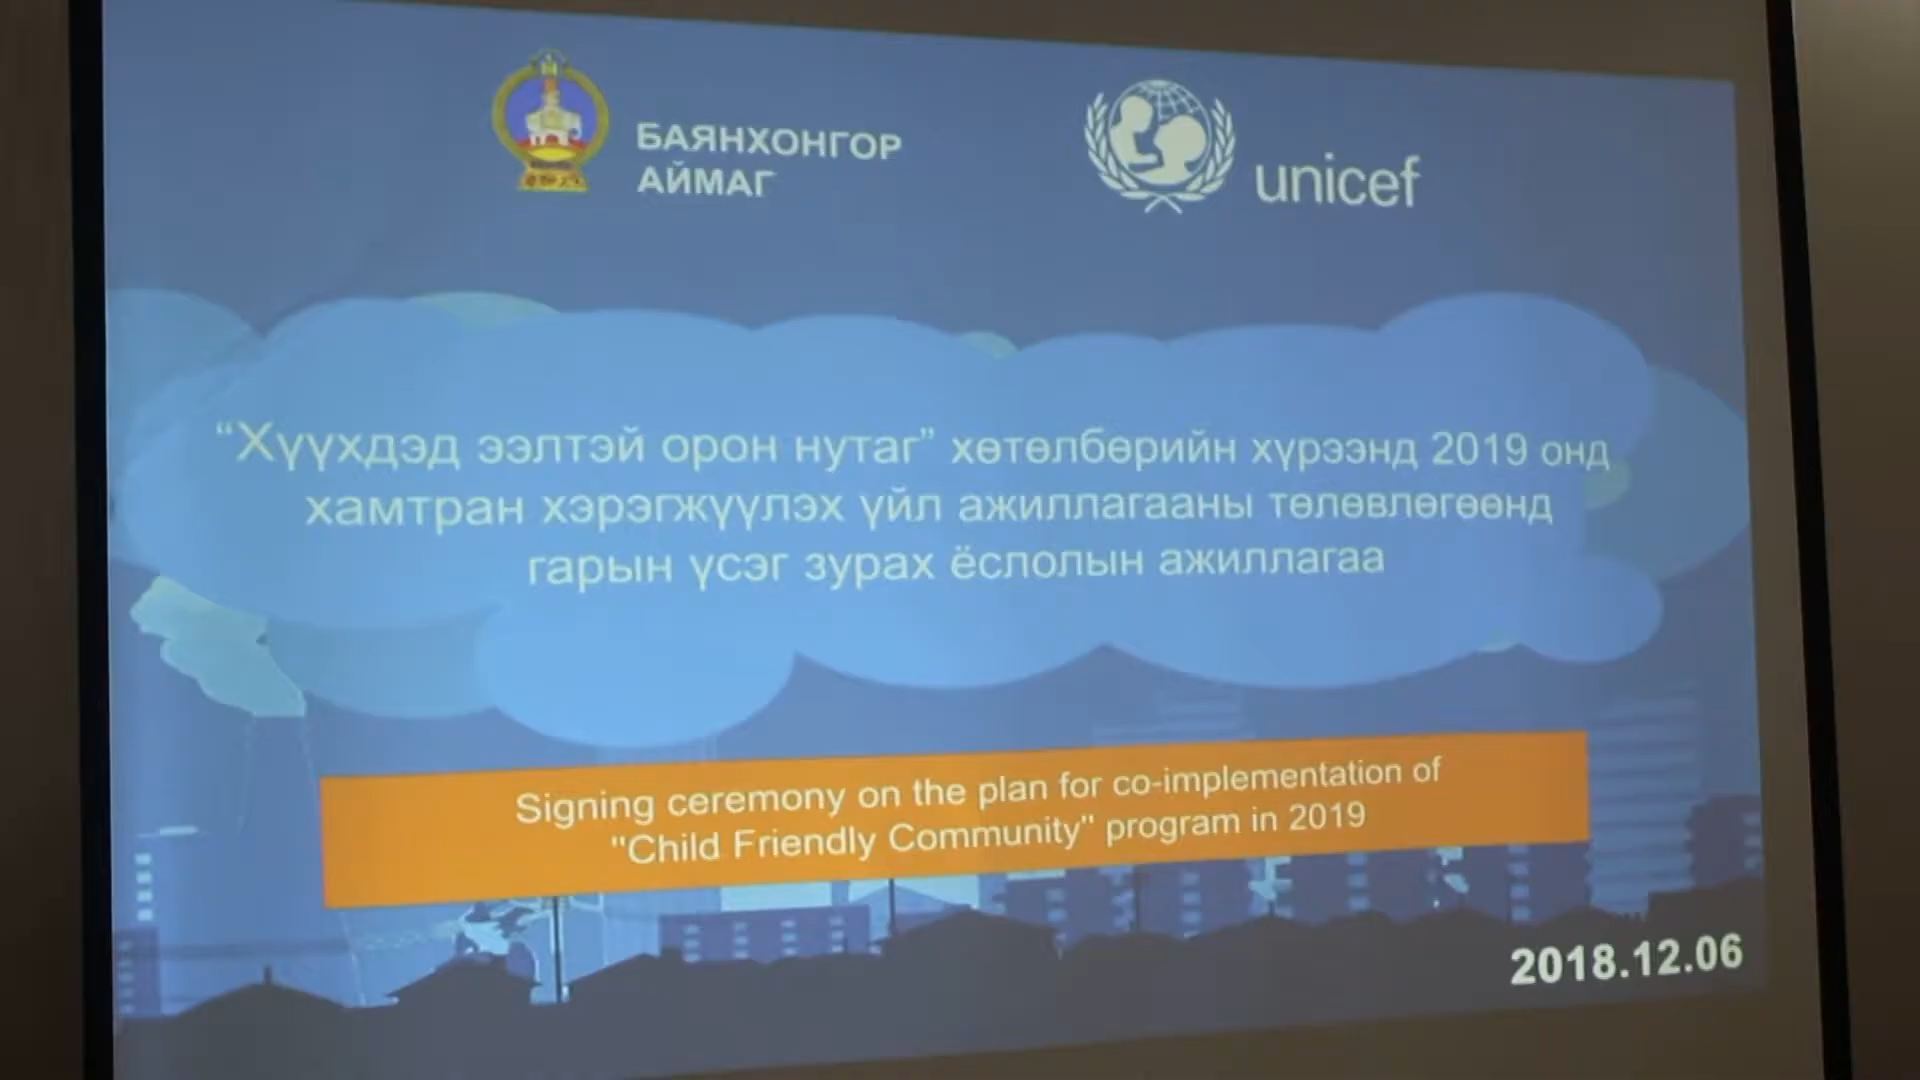 БАЯНХОНГОР
АЙМАГ
unicef
“Хүүхдэд ээлтэй орон нутаг” хөтөлбөрийн хүрээнд 2019 онд
хамтран хэрэгжүүлэх үйл ажиллагааны төлөвлөгөөнд
гарын үсэг зурах ёслолын ажиллагаа
Signing ceremony on the plan for co-implementation of
"Child Friendly Community" program in 2019
2018.12.06